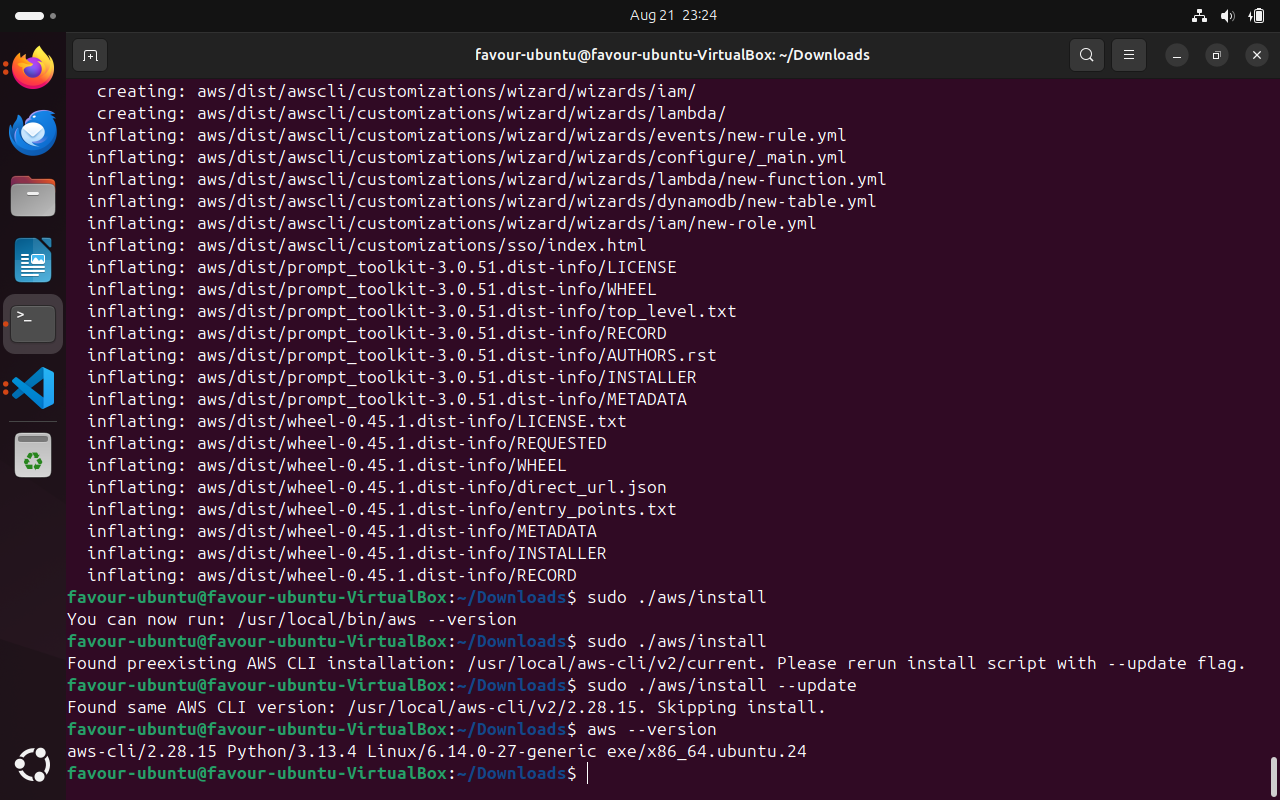 Aug 21 23:24
favour-ubuntu@favour-ubuntu-VirtualBox: ~/Downloads
creating: aws/dist/awscli/customizations/wizard/wizards/iam/
creating: aws/dist/awscli/customizations/wizard/wizards/lambda/
inflating: aws/dist/awscli/customizations/wizard/wizards/events/new-rule.yml
inflating: aws/dist/awscli/customizations/wizard/wizards/configure/_main.yml
inflating: aws/dist/awscli/customizations/wizard/wizards/lambda/new-function.yml
inflating: aws/dist/awscli/customizations/wizard/wizards/dynamodb/new-table.yml
inflating: aws/dist/awscli/customizations/wizard/wizards/iam/new-role.yml
inflating: aws/dist/awscli/customizations/sso/index.html
inflating: aws/dist/prompt_toolkit-3.0.51.dist-info/LICENSE
inflating: aws/dist/prompt_toolkit-3.0.51.dist-info/WHEEL
inflating: aws/dist/prompt_toolkit-3.0.51.dist-info/top_level.txt
inflating: aws/dist/prompt_toolkit-3.0.51.dist-info/RECORD
inflating: aws/dist/prompt_toolkit-3.0.51.dist-info/AUTHORS.rst
inflating: aws/dist/prompt_toolkit-3.0.51.dist-info/INSTALLER
inflating: aws/dist/prompt_toolkit-3.0.51.dist-info/METADATA
inflating: aws/dist/wheel-0.45.1.dist-info/LICENSE.txt
inflating: aws/dist/wheel-0.45.1.dist-info/REQUESTED
inflating: aws/dist/wheel-0.45.1.dist-info/WHEEL
inflating: aws/dist/wheel-0.45.1.dist-info/direct_url.json
inflating: aws/dist/wheel-0.45.1.dist-info/entry_points.txt
inflating: aws/dist/wheel-0.45.1.dist-info/METADATA
inflating: aws/dist/wheel-0.45.1.dist-info/INSTALLER
inflating: aws/dist/wheel-0.45.1.dist-info/RECORD
favour-ubuntu@favour-ubuntu-VirtualBox:~/Downloads$ sudo ./aws/install
You can now run: /usr/local/bin/aws --version
favour-ubuntu@favour-ubuntu-VirtualBox:~/Downloads$ sudo ./aws/install
Found preexisting AWS CLI installation: /usr/local/aws-cli/v2/current. Please rerun install script with --update flag.
favour-ubuntu@favour-ubuntu-VirtualBox:~/Downloads$ sudo ./aws/install --update
Found same AWS CLI version: /usr/local/aws-cli/v2/2.28.15. Skipping install.
favour-ubuntu@favour-ubuntu-VirtualBox:~/Downloads$ aws --version
aws-cli/2.28.15 Python/3.13.4 Linux/6.14.0-27-generic exe/x86_64.ubuntu.24
favour-ubuntu@favour-ubuntu-VirtualBox:~/Downloads$